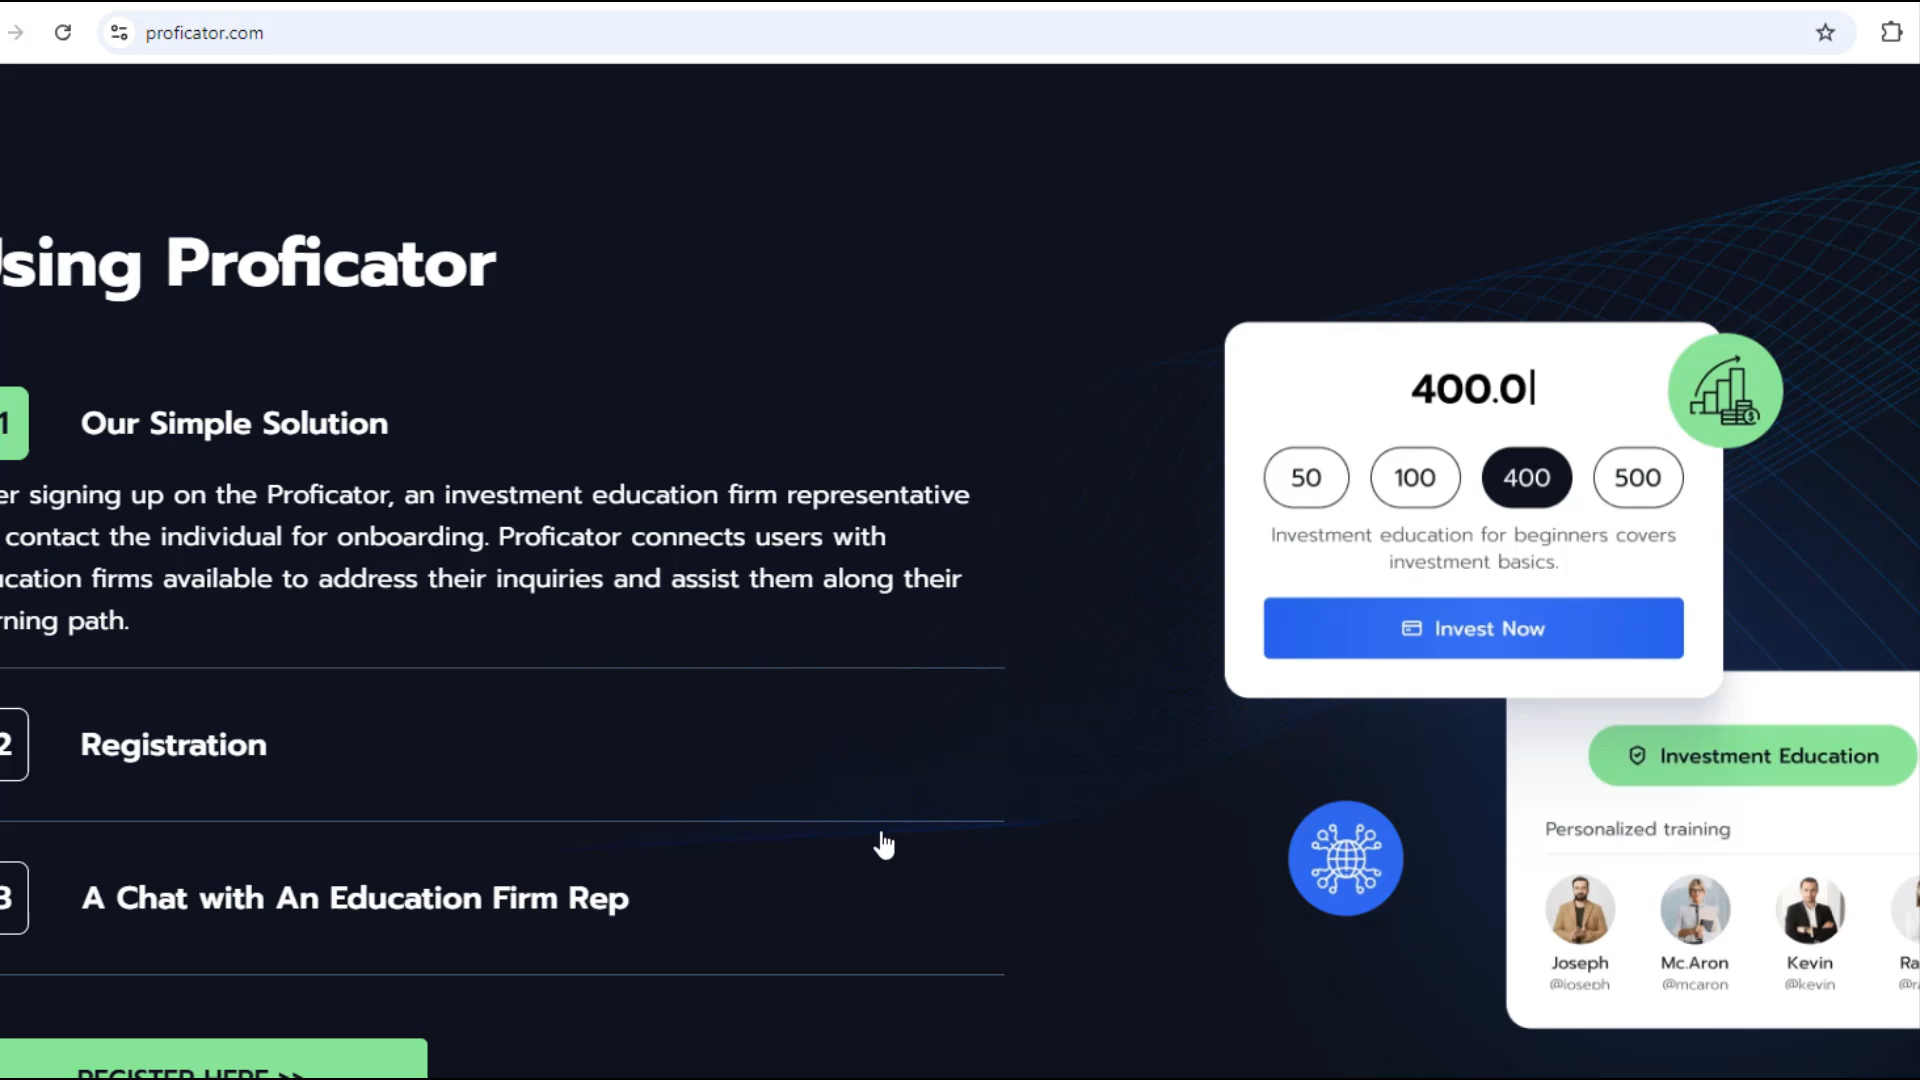 proficator.com
sing Proficator
1
Our Simple Solution
er signing up on the Proficator, an investment education firm representative
contact the individual for onboarding. Proficator connects users with
ucation firms available to address their inquiries and assist them along their
rning path.
2
Registration
3
A Chat with An Education Firm Rep
REGISTER HERE >>
400.0
50
100
400
500
Investment education for beginners covers
investment basics.
Invest Now
Investment Education
Personalized training
Joseph
@joseph
Mc.Aron
@mcaron
Kevin
@kevin
Ra